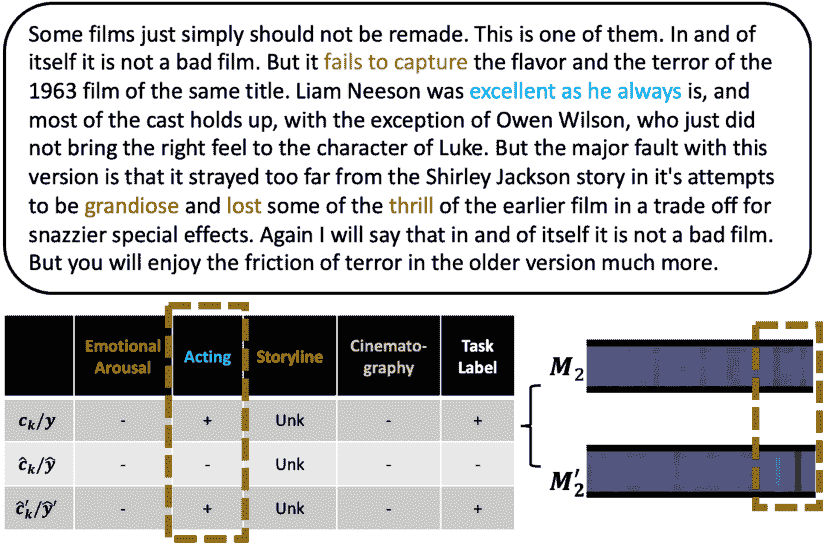 Some films just simply should not be remade. This is one of them. In and of
itself it is not a bad film. But it fails to capture the flavor and the terror of the
1963 film of the same title. Liam Neeson was excellent as he always is, and
most of the cast holds up, with the exception of Owen Wilson, who just did
not bring the right feel to the character of Luke. But the major fault with this
version is that it strayed too far from the Shirley Jackson story in it's attempts
to be grandiose and lost some of the thrill of the earlier film in a trade off for
snazzier special effects. Again I will say that in and of itself it is not a bad film.
But you will enjoy the friction of terror in the older version much more.
Emotional Arousal Acting Storyline Cinemato-graphy Task Label
c_k/y - + Unk - +
ĉ_k/ŷ - - Unk - -
ĉ′_k/ŷ′ - + Unk - +
M_2
M′_2